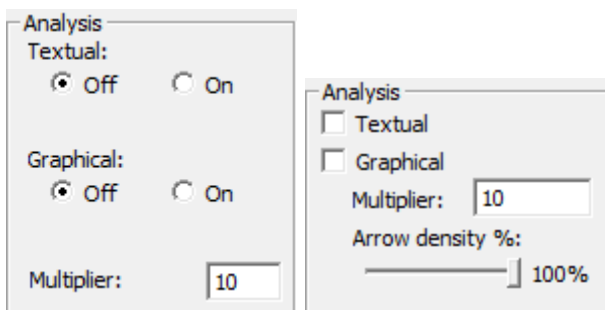 Analysis
Textual:
Off On
Graphical:
Off On
Multiplier: 10
Analysis
Textual
Graphical
Multiplier: 10
Arrow density %:
100%